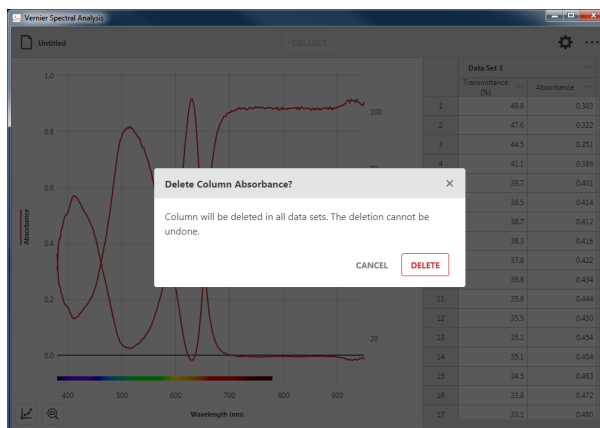 Vernier Spectral Analysis
Untitled
COLLECT
Data Set 1
Transmittance (%)
Absorbance
1 49.8 0.303
2 47.6 0.322
3 44.5 0.351
4 41.1 0.386
39.7 0.401
38.5 0.414
38.7 0.412
38.3 0.416
37.8 0.422
36.8 0.434
11 35.9 0.444
12 35.5 0.450
13 35.1 0.454
14 35.1 0.454
15 34.5 0.463
16 33.8 0.472
17 33.1 0.480
1.0
0.8
0.6
0.4
0.2
0.0
Absorbance
100
20
400 500 600 700 800 900
Wavelength (nm)
Delete Column Absorbance?
Column will be deleted in all data sets. The deletion cannot be
undone.
CANCEL
DELETE